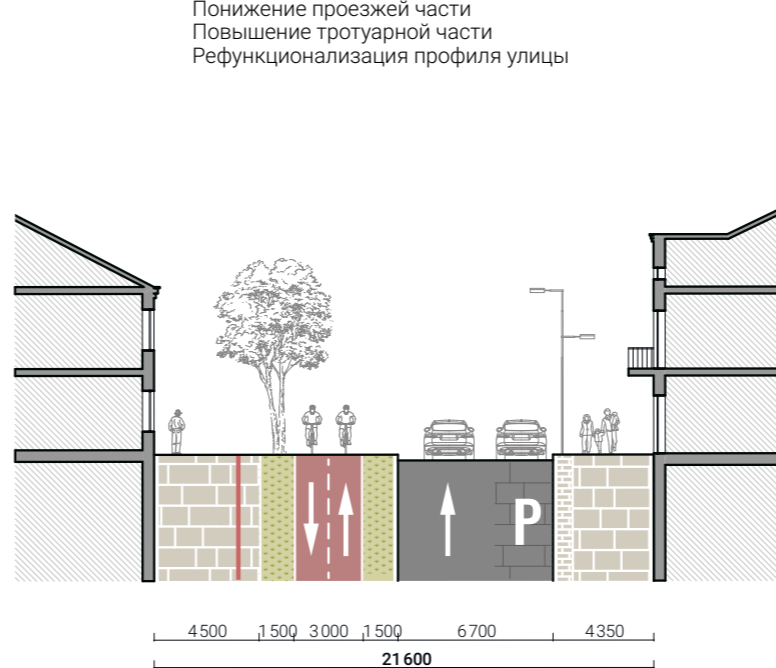 Понижение проезжей части
Повышение тротуарной части
Рефункционализация профиля улицы
P
4500 1500 3000 1500 6700 4350
21600